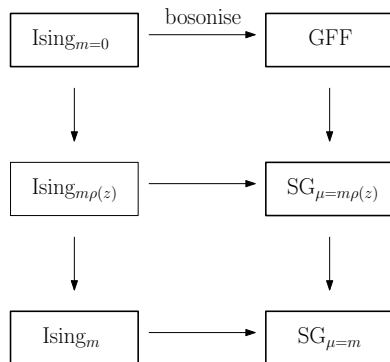 bosonise
Ising_{m=0} GFF
Ising_{mρ(z)} SG_{μ=mρ(z)}
Ising_m SG_{μ=m}